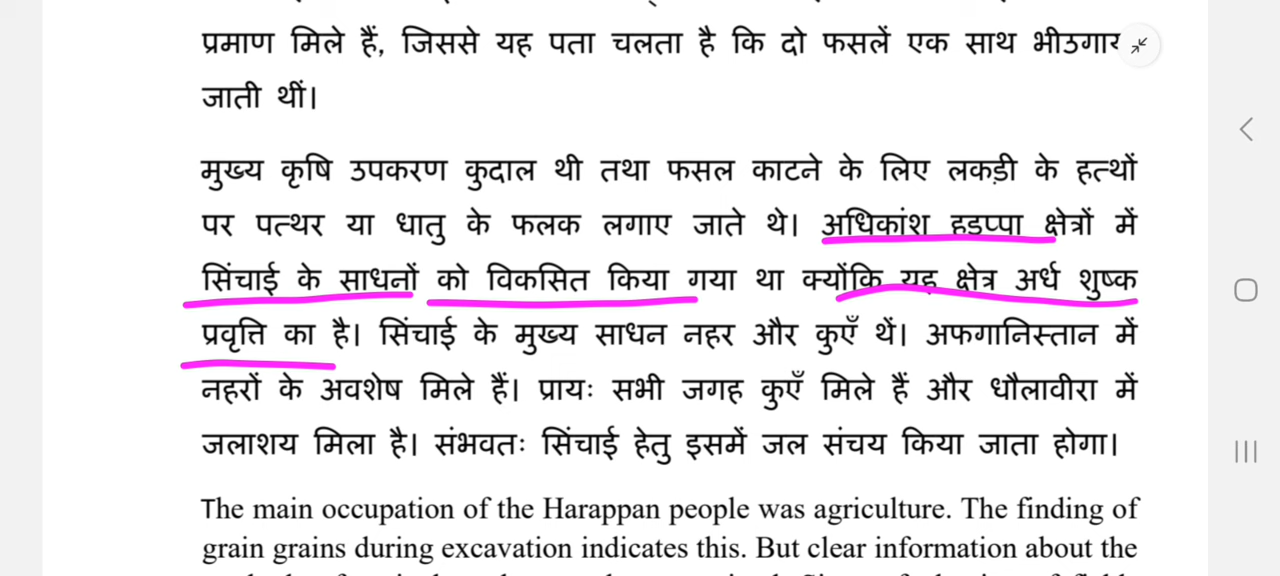 प्रमाण मिले हैं, जिससे यह पता चलता है कि दो फसलें एक साथ भीउगार
जाती थीं।
मुख्य कृषि उपकरण कुदाल थी तथा फसल काटने के लिए लकड़ी के हत्थों
पर पत्थर या धातु के फलक लगाए जाते थे। अधिकांश हडप्पा क्षेत्रों में
सिंचाई के साधनों को विकसित किया गया था क्योंकि यह क्षेत्र अर्ध शुष्क
प्रवृत्ति का है। सिंचाई के मुख्य साधन नहर और कुएँ थें। अफगानिस्तान में
नहरों के अवशेष मिले हैं। प्रायः सभी जगह कुएँ मिले हैं और धौलावीरा में
जलाशय मिला है। संभवतः सिंचाई हेतु इसमें जल संचय किया जाता होगा।
The main occupation of the Harappan people was agriculture. The finding of
grain grains during excavation indicates this. But clear information about the